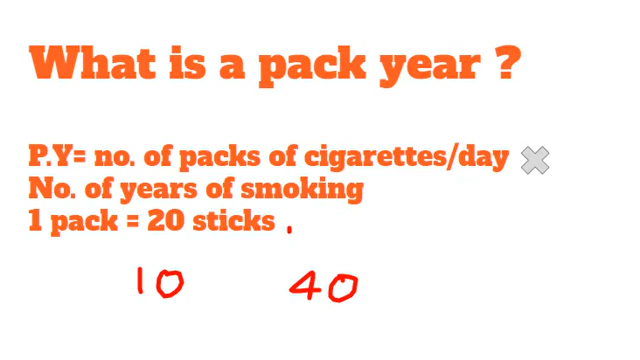 What is a pack year ?
P.Y= no. of packs of cigarettes/day ×
No. of years of smoking
1 pack = 20 sticks
10 40